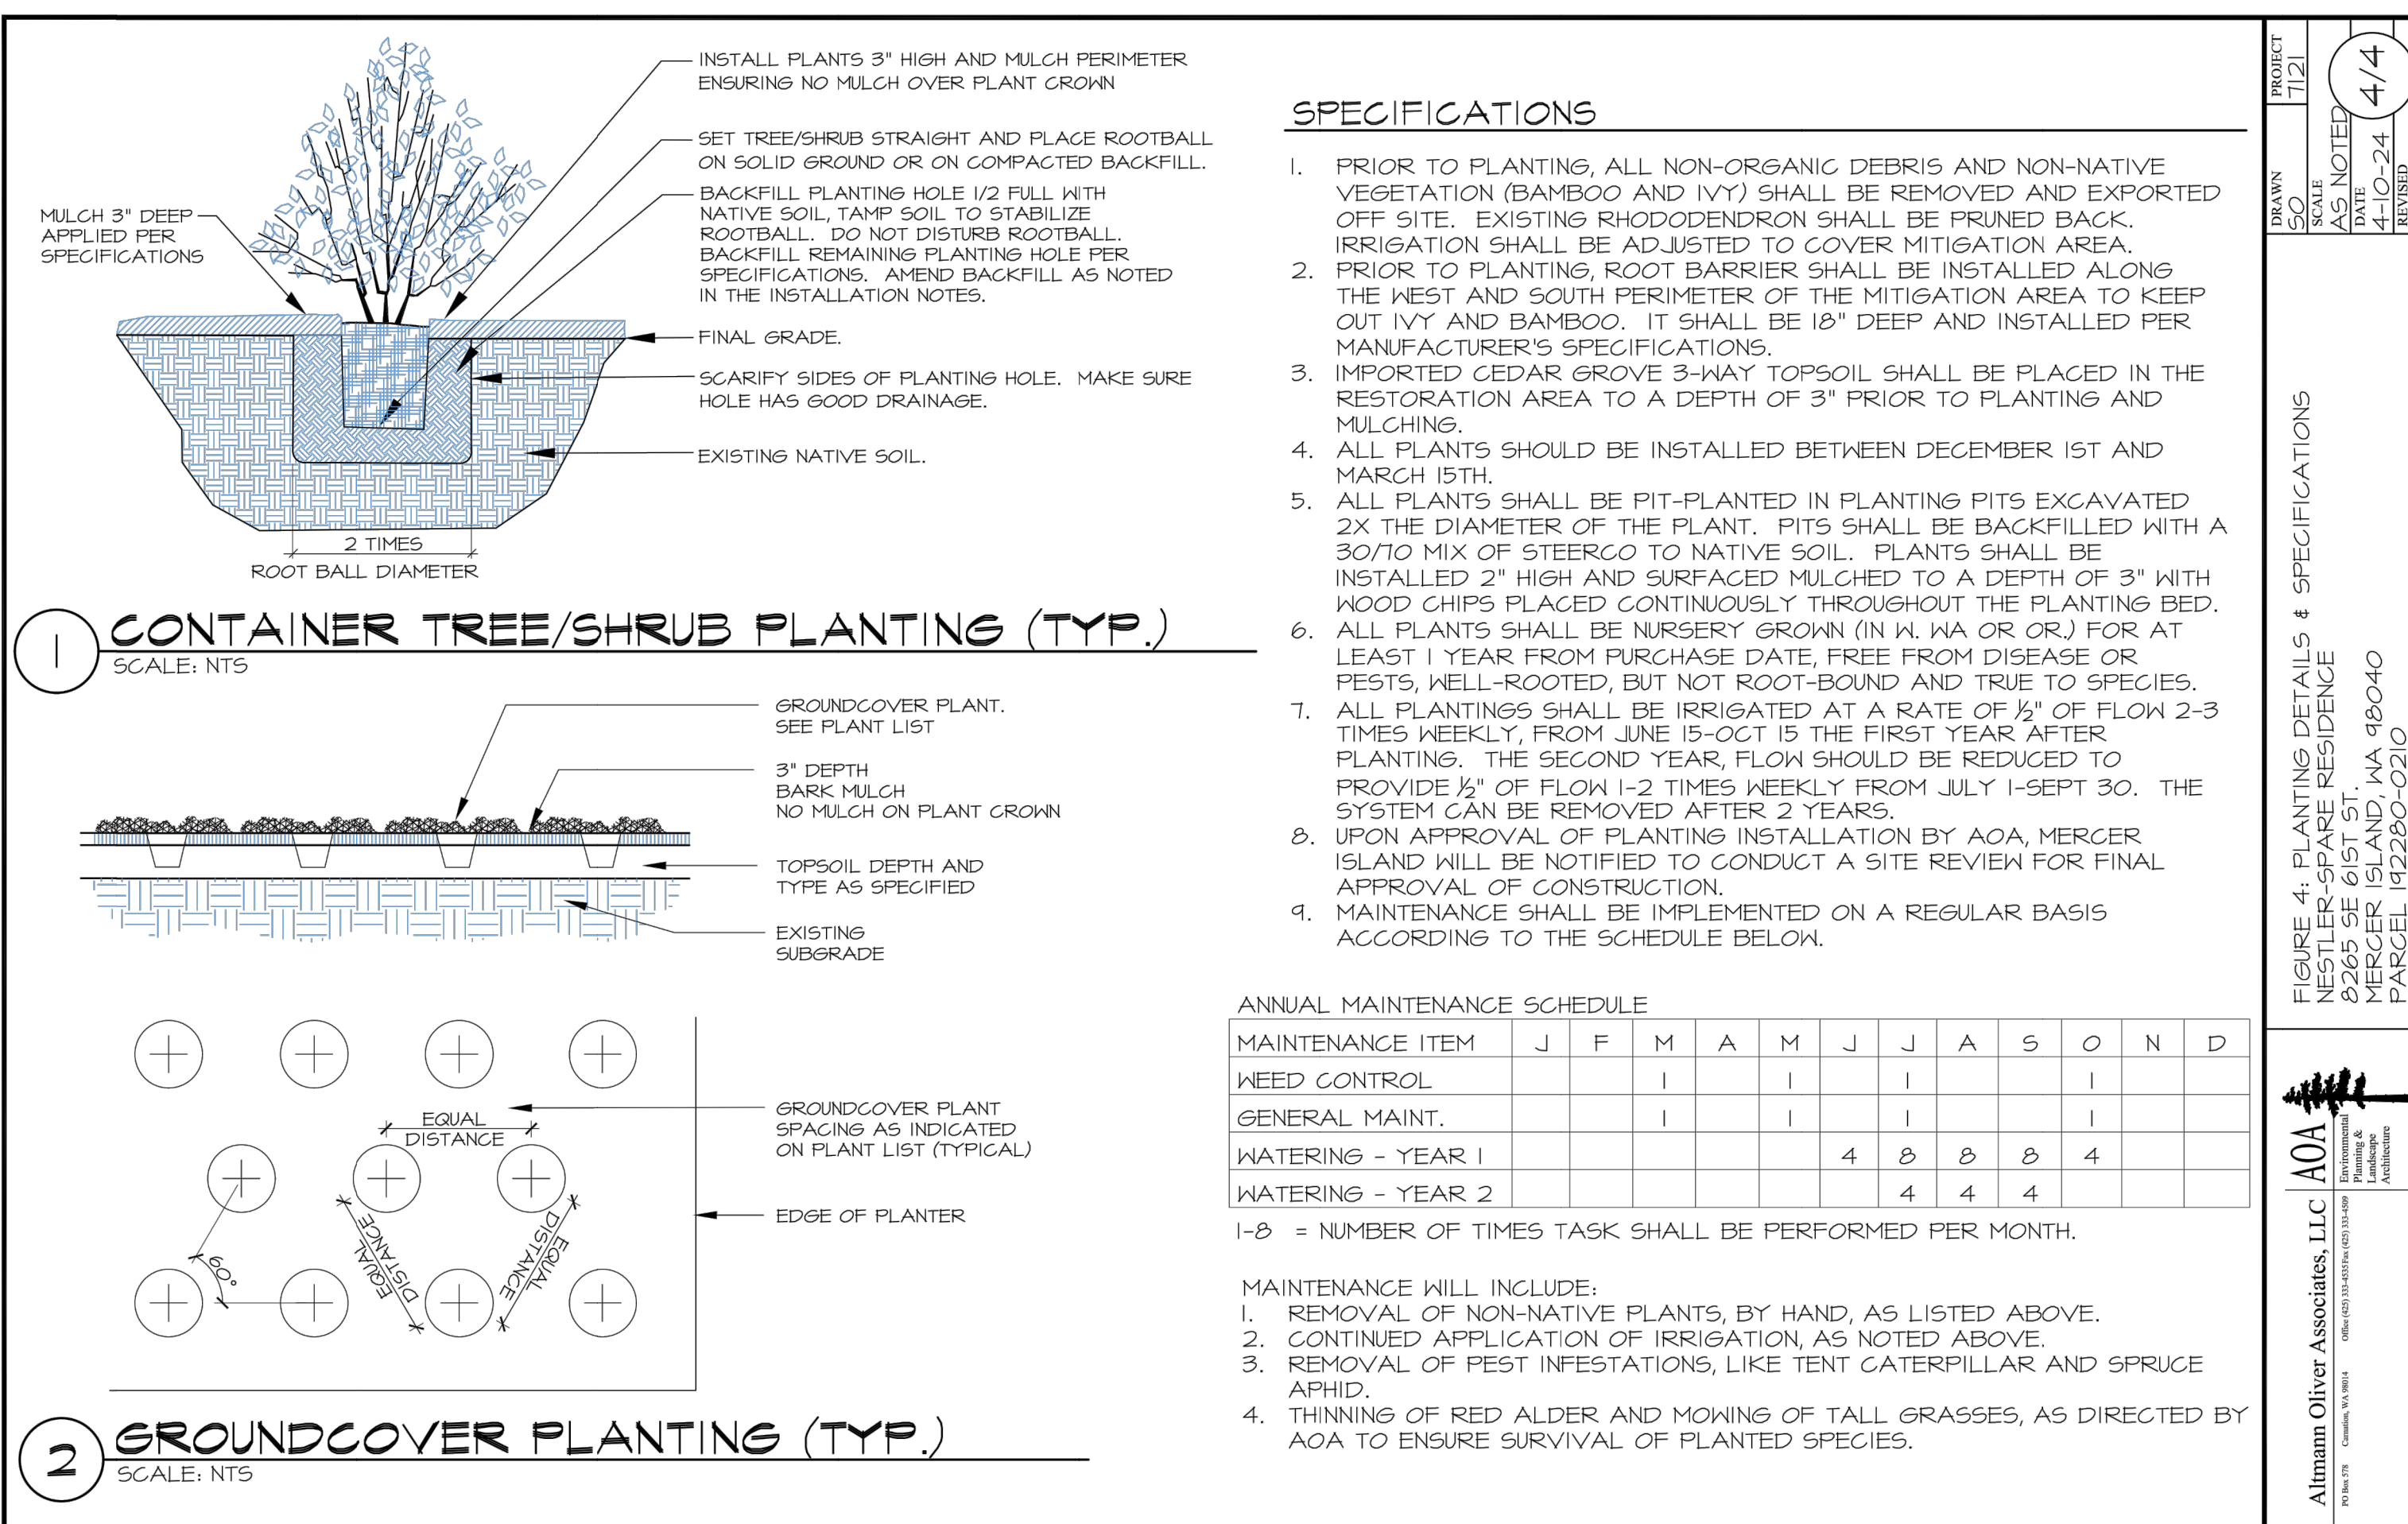 INSTALL PLANTS 3" HIGH AND MULCH PERIMETER
ENSURING NO MULCH OVER PLANT CROWN
SET TREE/SHRUB STRAIGHT AND PLACE ROOTBALL
ON SOLID GROUND OR ON COMPACTED BACKFILL.
BACKFILL PLANTING HOLE 1/2 FULL WITH
NATIVE SOIL, TAMP SOIL TO STABILIZE
ROOTBALL. DO NOT DISTURB ROOTBALL.
BACKFILL REMAINING PLANTING HOLE PER
SPECIFICATIONS. AMEND BACKFILL AS NOTED
IN THE INSTALLATION NOTES.
MULCH 3" DEEP
APPLIED PER
SPECIFICATIONS
FINAL GRADE.
SCARIFY SIDES OF PLANTING HOLE. MAKE SURE
HOLE HAS GOOD DRAINAGE.
EXISTING NATIVE SOIL.
2 TIMES
ROOT BALL DIAMETER
1
CONTAINER TREE/SHRUB PLANTING (TYP.)
SCALE: NTS
GROUNDCOVER PLANT.
SEE PLANT LIST
3" DEPTH
BARK MULCH
NO MULCH ON PLANT CROWN
TOPSOIL DEPTH AND
TYPE AS SPECIFIED
EXISTING
SUBGRADE
GROUNDCOVER PLANT
SPACING AS INDICATED
ON PLANT LIST (TYPICAL)
EQUAL
DISTANCE
EQUAL
DISTANCE
EQUAL
DISTANCE
60°
EDGE OF PLANTER
2
GROUNDCOVER PLANTING (TYP.)
SCALE: NTS
SPECIFICATIONS
1. PRIOR TO PLANTING, ALL NON-ORGANIC DEBRIS AND NON-NATIVE
VEGETATION (BAMBOO AND IVY) SHALL BE REMOVED AND EXPORTED
OFF SITE. EXISTING RHODODENDRON SHALL BE PRUNED BACK.
IRRIGATION SHALL BE ADJUSTED TO COVER MITIGATION AREA.
2. PRIOR TO PLANTING, ROOT BARRIER SHALL BE INSTALLED ALONG
THE WEST AND SOUTH PERIMETER OF THE MITIGATION AREA TO KEEP
OUT IVY AND BAMBOO. IT SHALL BE 18" DEEP AND INSTALLED PER
MANUFACTURER'S SPECIFICATIONS.
3. IMPORTED CEDAR GROVE 3-WAY TOPSOIL SHALL BE PLACED IN THE
RESTORATION AREA TO A DEPTH OF 3" PRIOR TO PLANTING AND
MULCHING.
4. ALL PLANTS SHOULD BE INSTALLED BETWEEN DECEMBER 1ST AND
MARCH 15TH.
5. ALL PLANTS SHALL BE PIT-PLANTED IN PLANTING PITS EXCAVATED
2X THE DIAMETER OF THE PLANT. PITS SHALL BE BACKFILLED WITH A
30/70 MIX OF STEERCO TO NATIVE SOIL. PLANTS SHALL BE
INSTALLED 2" HIGH AND SURFACED MULCHED TO A DEPTH OF 3" WITH
WOOD CHIPS PLACED CONTINUOUSLY THROUGHOUT THE PLANTING BED.
6. ALL PLANTS SHALL BE NURSERY GROWN (IN W. WA OR OR.) FOR AT
LEAST 1 YEAR FROM PURCHASE DATE, FREE FROM DISEASE OR
PESTS, WELL-ROOTED, BUT NOT ROOT-BOUND AND TRUE TO SPECIES.
7. ALL PLANTINGS SHALL BE IRRIGATED AT A RATE OF ½" OF FLOW 2-3
TIMES WEEKLY, FROM JUNE 15-OCT 15 THE FIRST YEAR AFTER
PLANTING. THE SECOND YEAR, FLOW SHOULD BE REDUCED TO
PROVIDE ½" OF FLOW 1-2 TIMES WEEKLY FROM JULY 1-SEPT 30. THE
SYSTEM CAN BE REMOVED AFTER 2 YEARS.
8. UPON APPROVAL OF PLANTING INSTALLATION BY AOA, MERCER
ISLAND WILL BE NOTIFIED TO CONDUCT A SITE REVIEW FOR FINAL
APPROVAL OF CONSTRUCTION.
9. MAINTENANCE SHALL BE IMPLEMENTED ON A REGULAR BASIS
ACCORDING TO THE SCHEDULE BELOW.
ANNUAL MAINTENANCE SCHEDULE
MAINTENANCE ITEM J F M A M J J A S O N D
WEED CONTROL 1 1 1 1
GENERAL MAINT. 1 1 1 1
WATERING - YEAR 1 4 8 8 8 4
WATERING - YEAR 2 4 4 4
1-8 = NUMBER OF TIMES TASK SHALL BE PERFORMED PER MONTH.
MAINTENANCE WILL INCLUDE:
1. REMOVAL OF NON-NATIVE PLANTS, BY HAND, AS LISTED ABOVE.
2. CONTINUED APPLICATION OF IRRIGATION, AS NOTED ABOVE.
3. REMOVAL OF PEST INFESTATIONS, LIKE TENT CATERPILLAR AND SPRUCE
APHID.
4. THINNING OF RED ALDER AND MOWING OF TALL GRASSES, AS DIRECTED BY
AOA TO ENSURE SURVIVAL OF PLANTED SPECIES.
PROJECT
7121
DRAWN
SO
SCALE
AS NOTED
DATE
4-10-24
REVISED
4/4
FIGURE 4: PLANTING DETAILS & SPECIFICATIONS
NESTLER-SPARE RESIDENCE
8265 SE 61ST ST.
MERCER ISLAND, WA 98040
PARCEL 192280-0210
AOA
Environmental
Planning &
Landscape
Architecture
Altmann Oliver Associates, LLC
PO Box 578 Carnation, WA 98014 Office (425) 333-4535 Fax (425) 333-4509